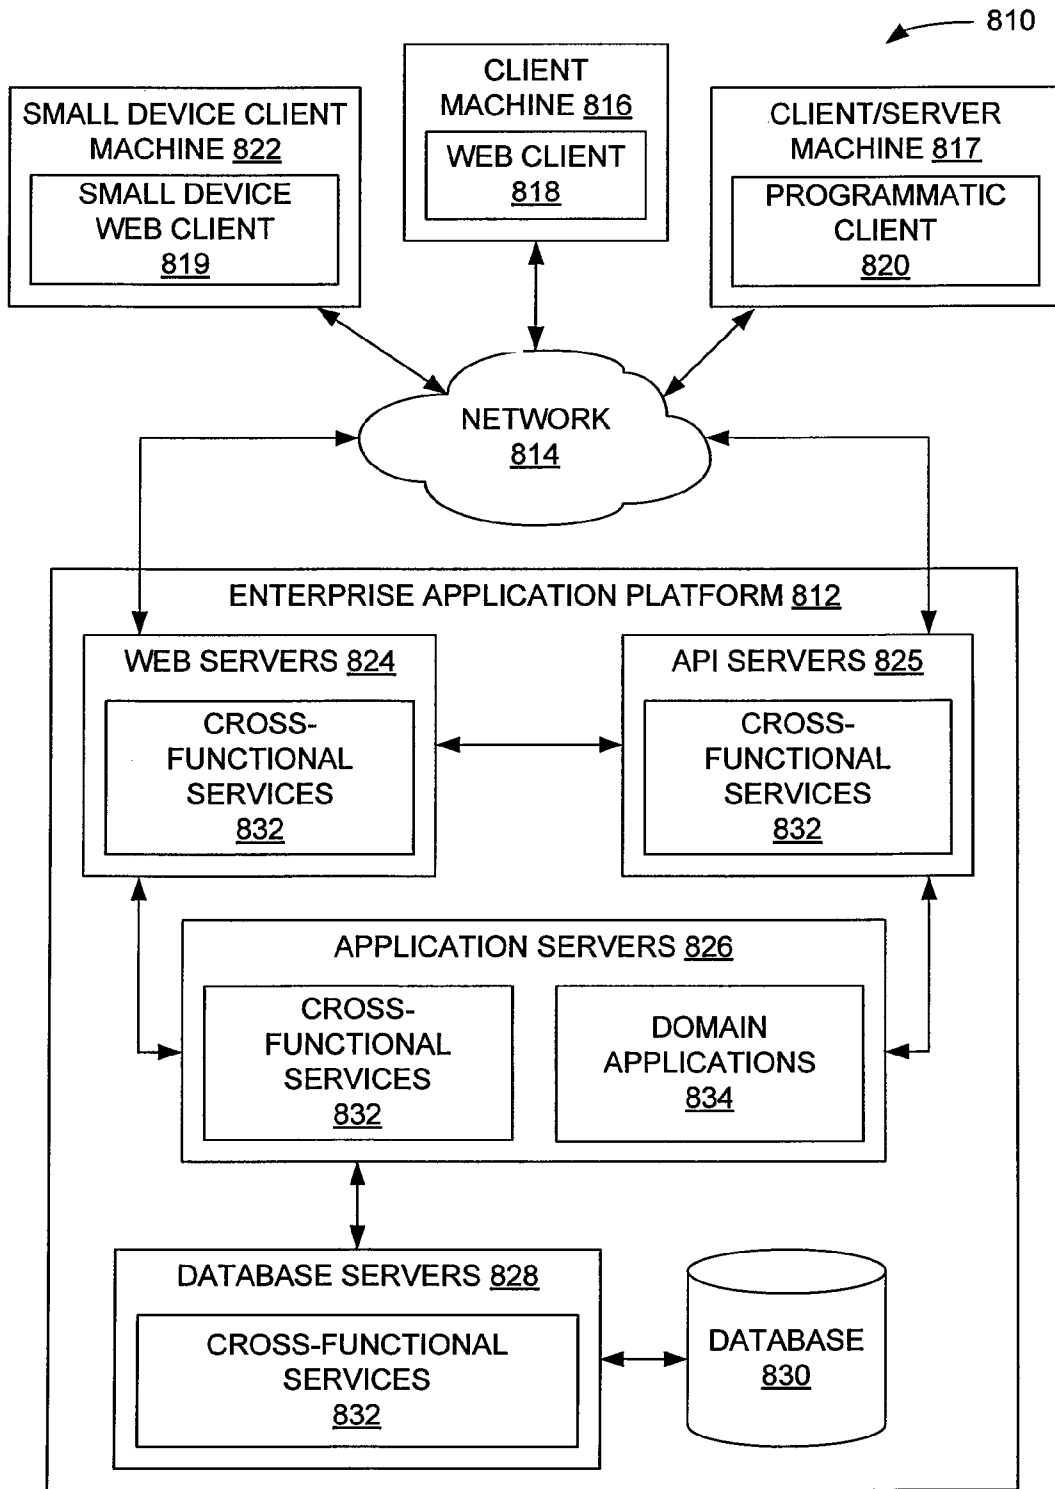 810
SMALL DEVICE CLIENT
MACHINE 822
SMALL DEVICE
WEB CLIENT
819
CLIENT
MACHINE 816
WEB CLIENT
818
CLIENT/SERVER
MACHINE 817
PROGRAMMATIC
CLIENT
820
NETWORK
814
ENTERPRISE APPLICATION PLATFORM 812
WEB SERVERS 824
CROSS-
FUNCTIONAL
SERVICES
832
API SERVERS 825
CROSS-
FUNCTIONAL
SERVICES
832
APPLICATION SERVERS 826
CROSS-
FUNCTIONAL
SERVICES
832
DOMAIN
APPLICATIONS
834
DATABASE SERVERS 828
CROSS-FUNCTIONAL
SERVICES
832
DATABASE
830